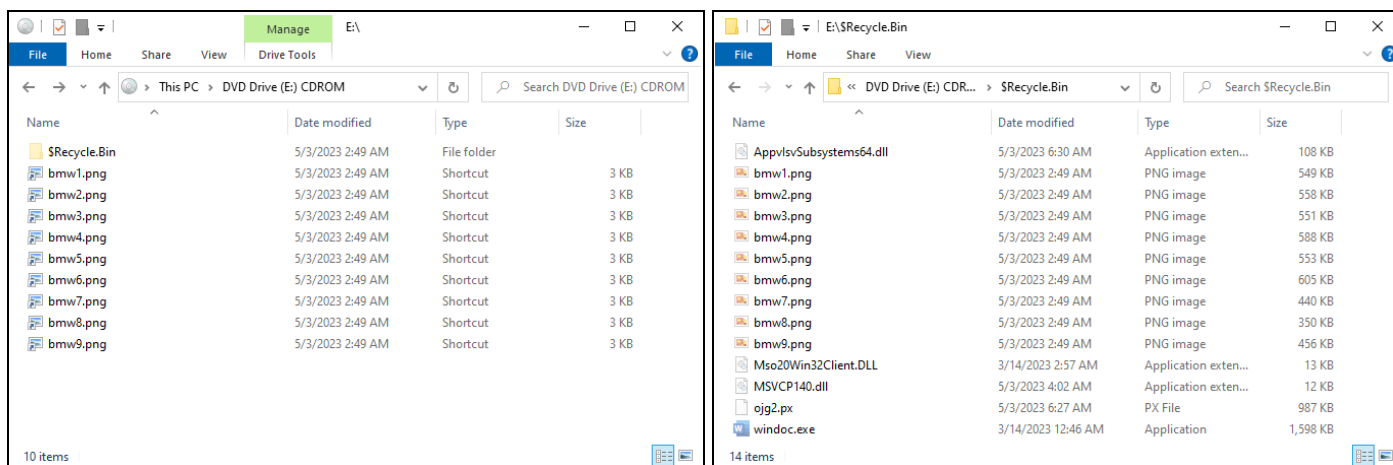 Manage E:\
File Home Share View Drive Tools
This PC > DVD Drive (E:) CDROM Search DVD Drive (E:) CDROM
Name Date modified Type Size
$Recycle.Bin 5/3/2023 2:49 AM File folder
bmw1.png 5/3/2023 2:49 AM Shortcut 3 KB
bmw2.png 5/3/2023 2:49 AM Shortcut 3 KB
bmw3.png 5/3/2023 2:49 AM Shortcut 3 KB
bmw4.png 5/3/2023 2:49 AM Shortcut 3 KB
bmw5.png 5/3/2023 2:49 AM Shortcut 3 KB
bmw6.png 5/3/2023 2:49 AM Shortcut 3 KB
bmw7.png 5/3/2023 2:49 AM Shortcut 3 KB
bmw8.png 5/3/2023 2:49 AM Shortcut 3 KB
bmw9.png 5/3/2023 2:49 AM Shortcut 3 KB
10 items
E:\$Recycle.Bin
File Home Share View
« DVD Drive (E:) CDR... > $Recycle.Bin Search $Recycle.Bin
Name Date modified Type Size
AppvIsvSubsystems64.dll 5/3/2023 6:30 AM Application exten... 108 KB
bmw1.png 5/3/2023 2:49 AM PNG image 549 KB
bmw2.png 5/3/2023 2:49 AM PNG image 558 KB
bmw3.png 5/3/2023 2:49 AM PNG image 551 KB
bmw4.png 5/3/2023 2:49 AM PNG image 588 KB
bmw5.png 5/3/2023 2:49 AM PNG image 553 KB
bmw6.png 5/3/2023 2:49 AM PNG image 605 KB
bmw7.png 5/3/2023 2:49 AM PNG image 440 KB
bmw8.png 5/3/2023 2:49 AM PNG image 350 KB
bmw9.png 5/3/2023 2:49 AM PNG image 456 KB
Mso20Win32Client.DLL 3/14/2023 2:57 AM Application exten... 13 KB
MSVCP140.dll 5/3/2023 4:02 AM Application exten... 12 KB
ojg2.px 5/3/2023 6:27 AM PX File 987 KB
windoc.exe 3/14/2023 12:46 AM Application 1,598 KB
14 items